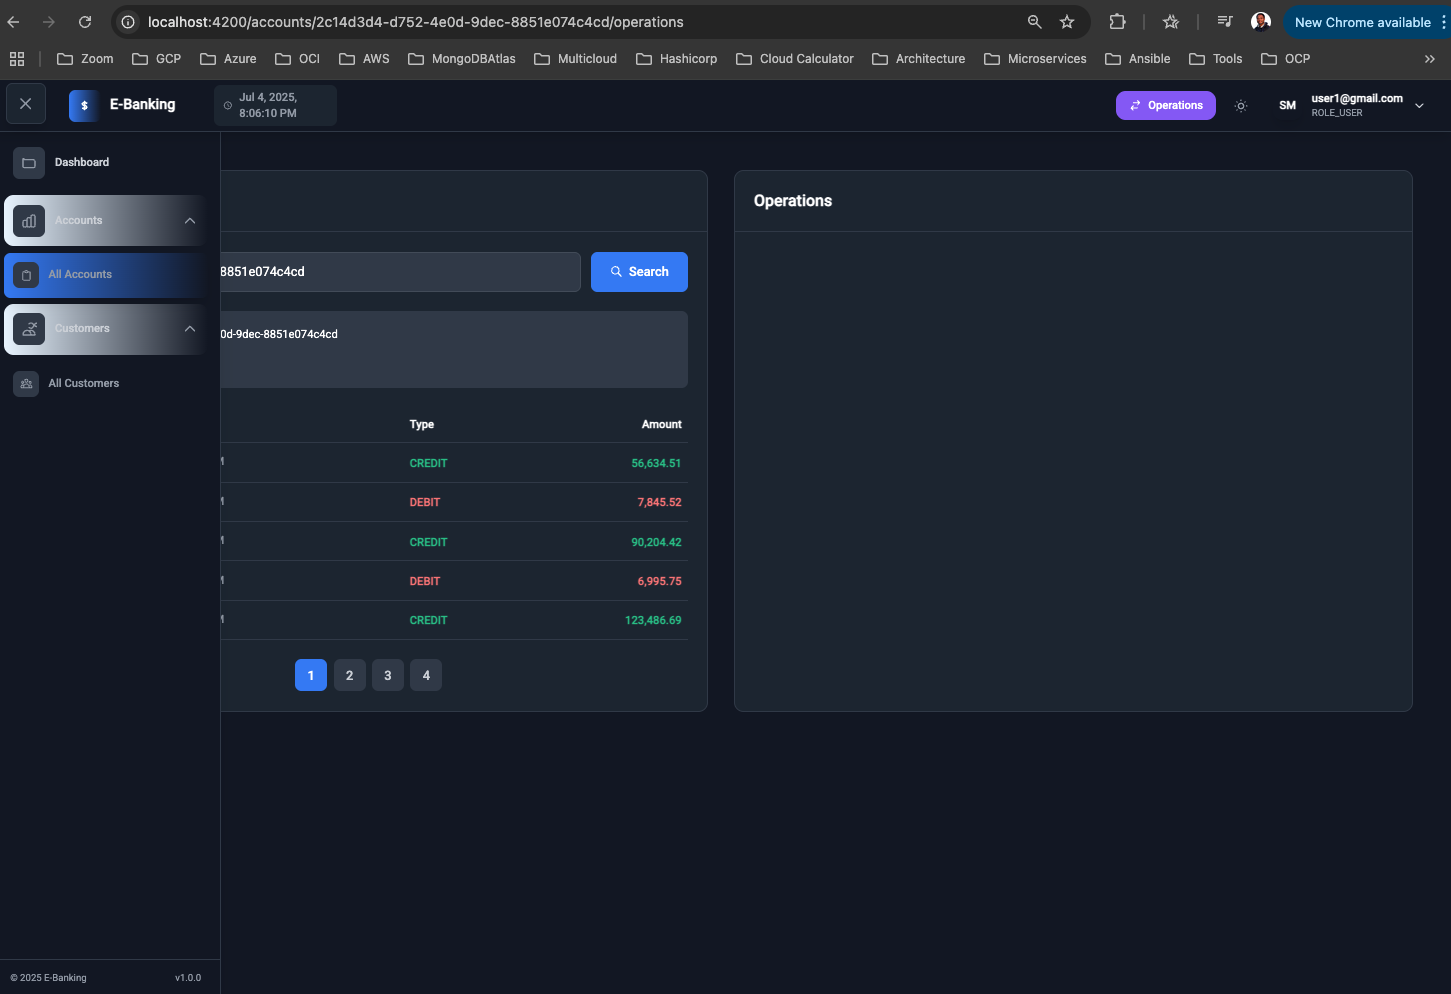 localhost:4200/accounts/2c14d3d4-d752-4e0d-9dec-8851e074c4cd/operations
New Chrome available
Zoom GCP Azure OCI AWS MongoDBAtlas Multicloud Hashicorp Cloud Calculator Architecture Microservices Ansible Tools OCP
$ E-Banking
Jul 4, 2025,
8:06:10 PM
Operations
SM
user1@gmail.com
ROLE_USER
Dashboard
Accounts
All Accounts
Customers
All Customers
8851e074c4cd
Search
0d-9dec-8851e074c4cd
Type Amount
CREDIT 56,634.51
DEBIT 7,845.52
CREDIT 90,204.42
DEBIT 6,995.75
CREDIT 123,486.69
1 2 3 4
Operations
© 2025 E-Banking v1.0.0